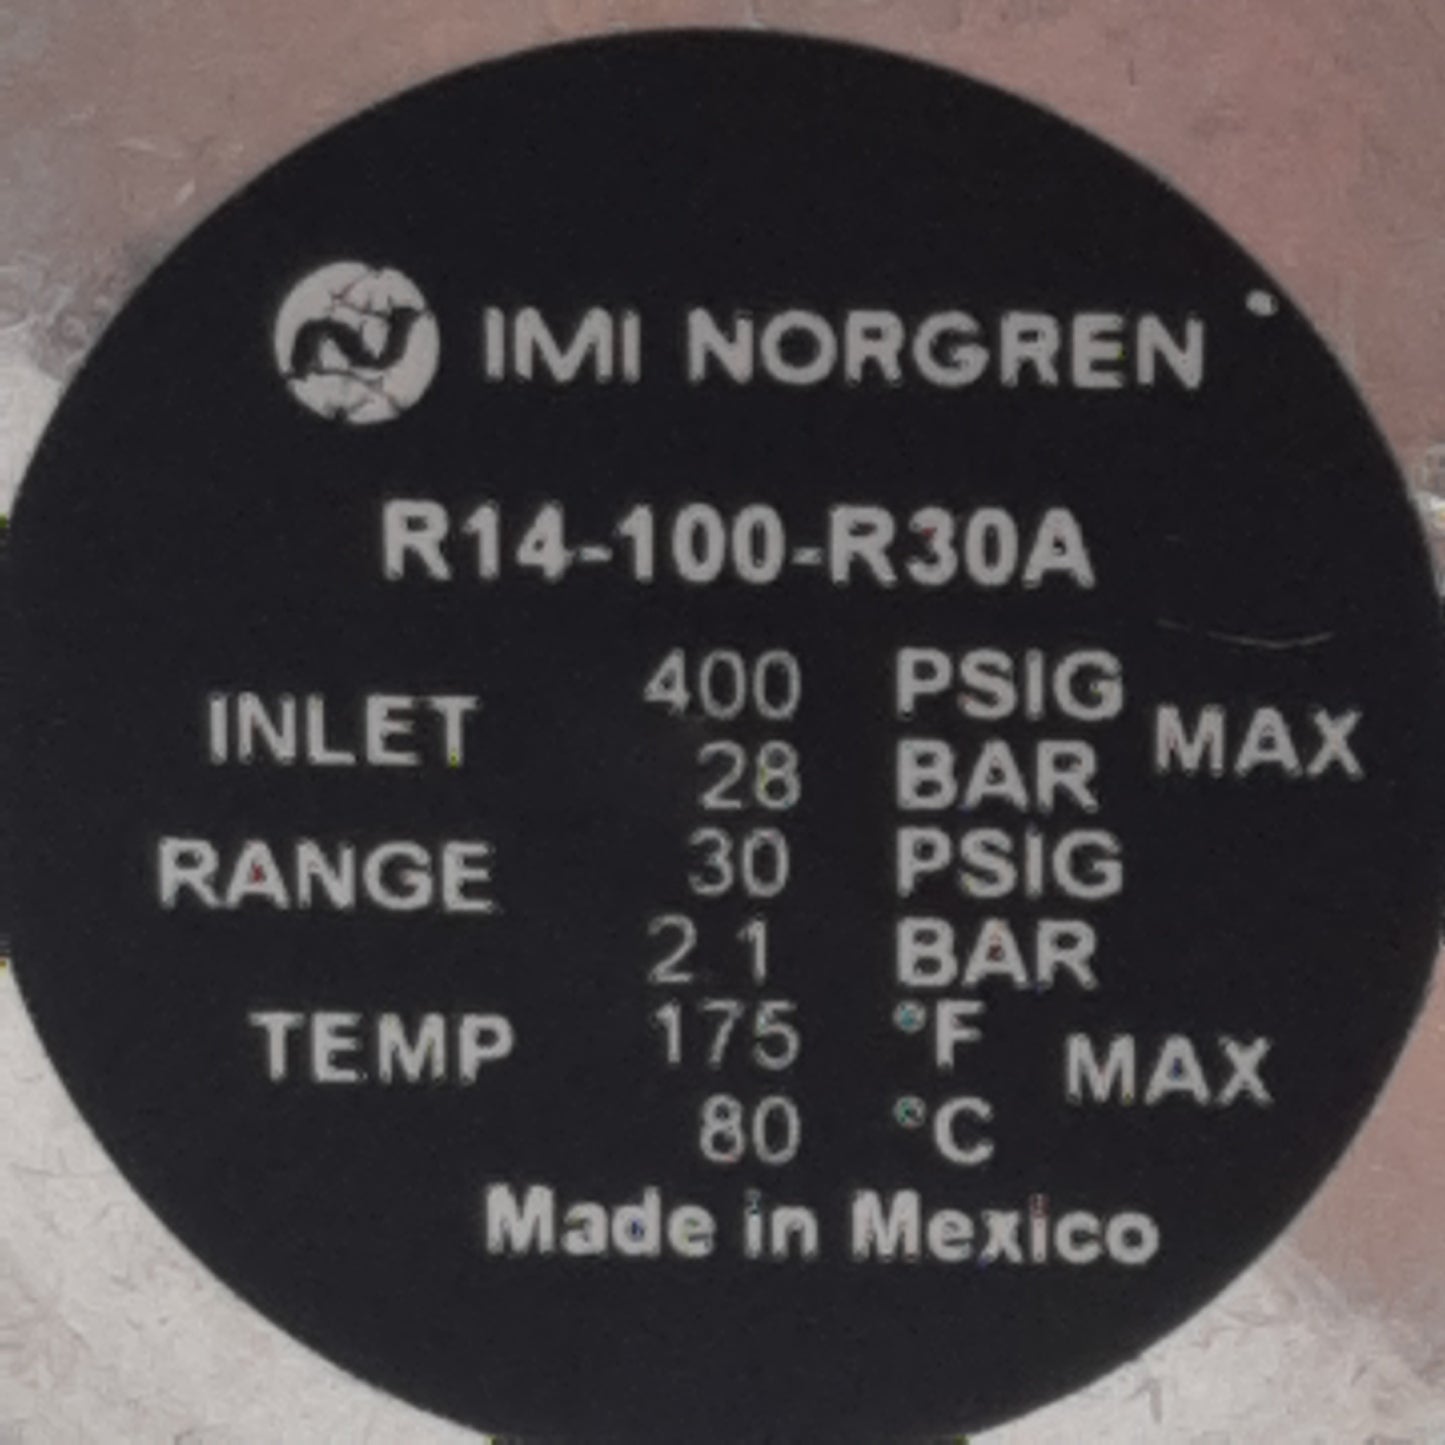 IMI NORGREN
R14-100-R30A
INLET 400 PSIG MAX
28 BAR
RANGE 30 PSIG
2 1 BAR
TEMP 175 °F MAX
80 °C
Made in Mexico